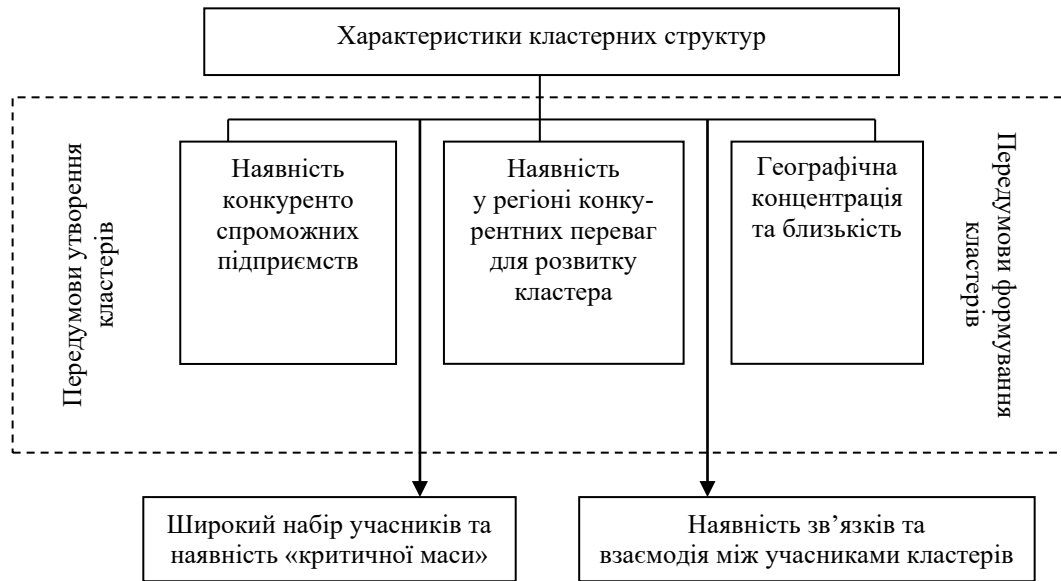 Характеристики кластерних структур
Передумови утворення
кластерів
Наявність
конкуренто
спроможних
підприємств
Наявність
у регіоні конку-
рентних переваг
для розвитку
кластера
Географічна
концентрація
та близькість
Передумови формування
кластерів
Широкий набір учасників та
наявність «критичної маси»
Наявність зв’язків та
взаємодія між учасниками кластерів